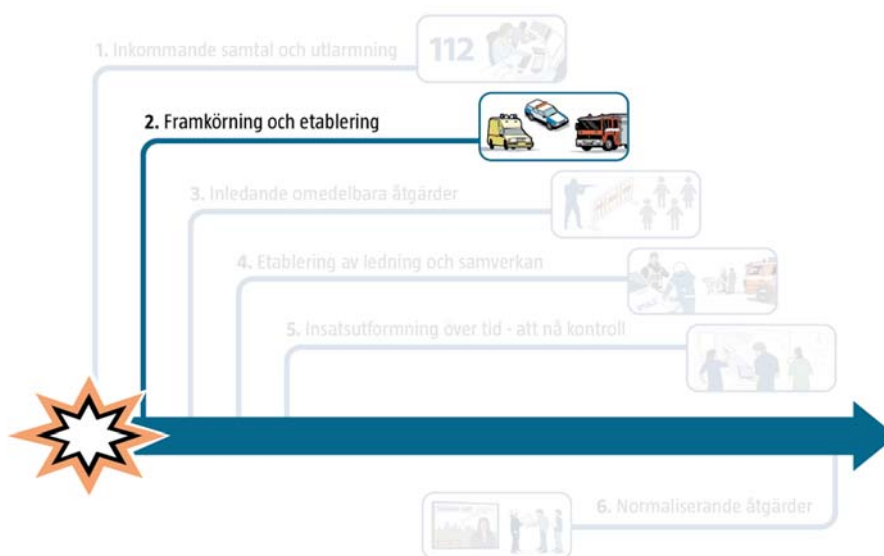 1. Inkommande samtal och utlarmning
112
2. Framkörning och etablering
3. Inledande omedelbara åtgärder
4. Etablering av ledning och samverkan
5. Insatsutformning över tid - att nå kontroll
6. Normaliserande åtgärder